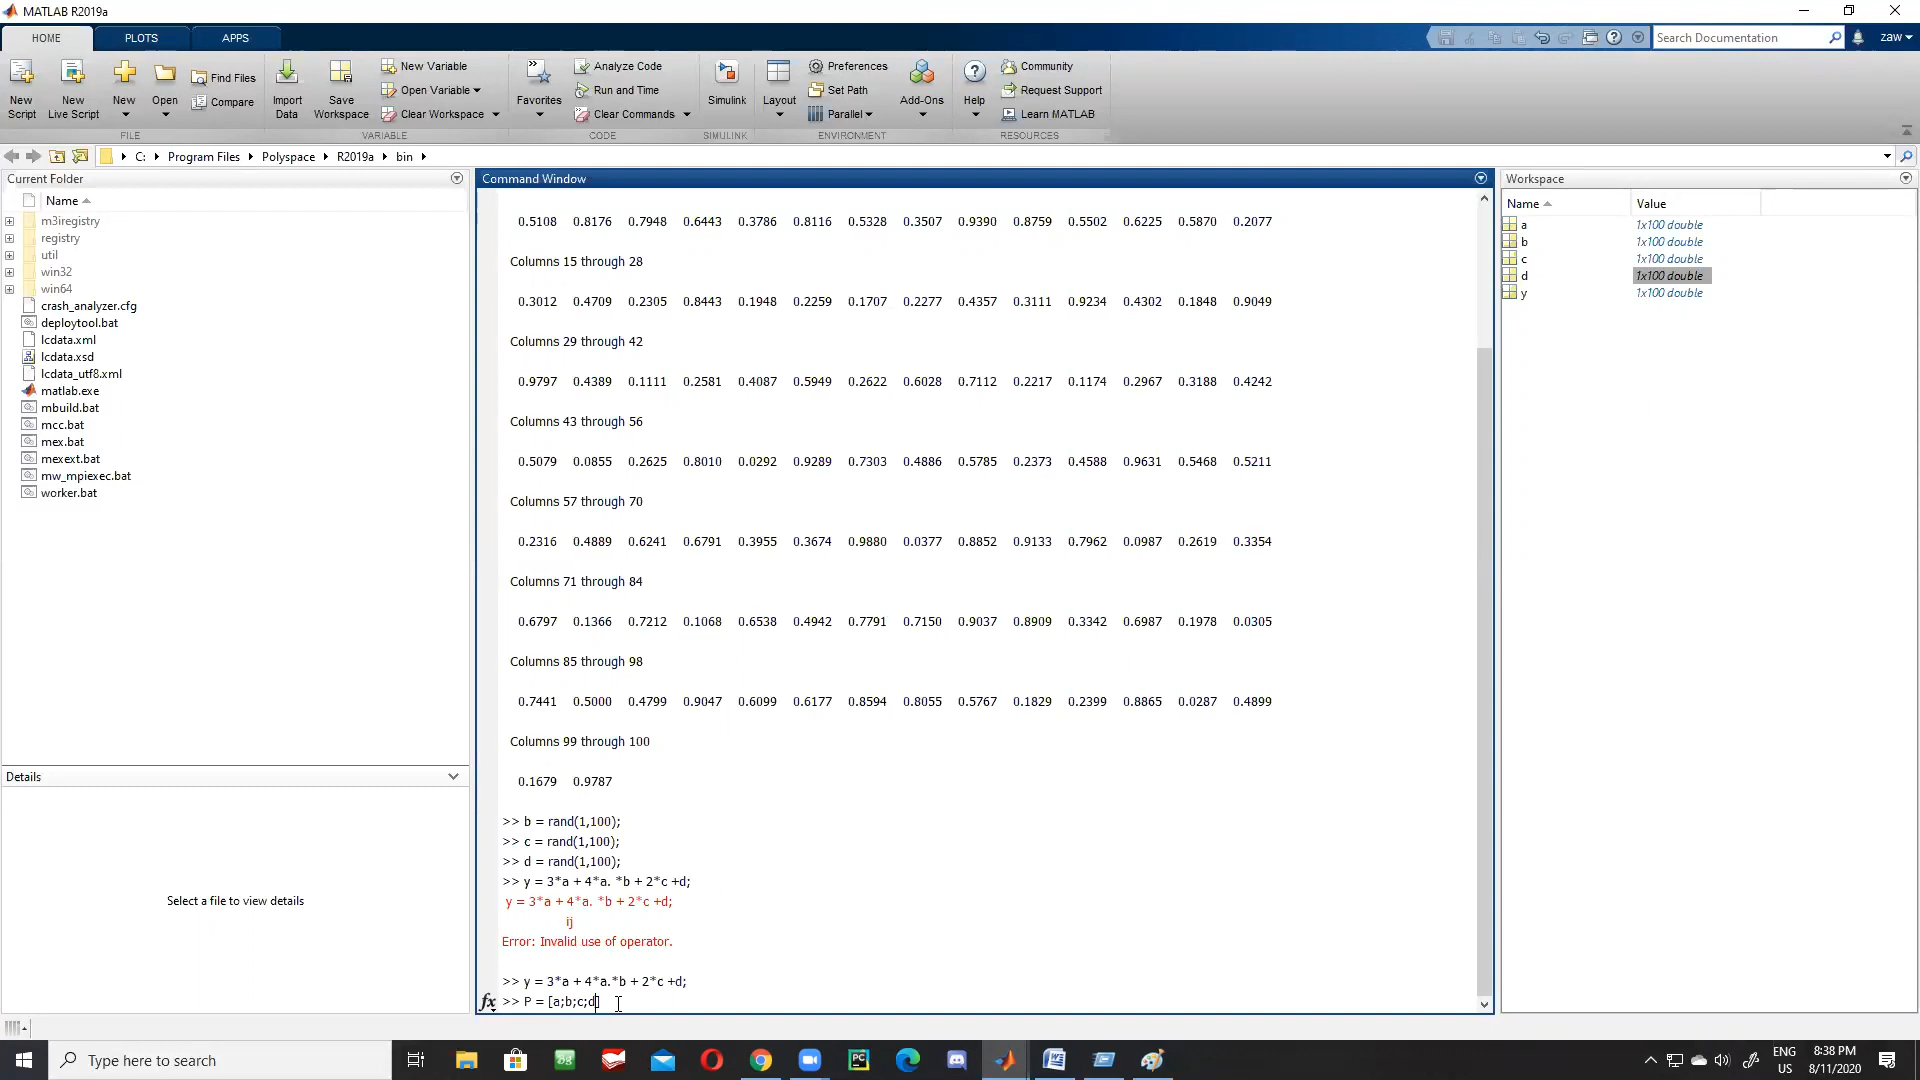 MATLAB R2019a
HOME PLOTS APPS
Search Documentation zaw
New Script
New Live Script
New
Open
Find Files
Compare
Import Data
Save Workspace
New Variable
Open Variable
Clear Workspace
Favorites
Analyze Code
Run and Time
Clear Commands
Simulink
Layout
Preferences
Set Path
Parallel
Add-Ons
Help
Community
Request Support
Learn MATLAB
FILE VARIABLE CODE SIMULINK ENVIRONMENT RESOURCES
C: Program Files Polyspace R2019a bin
Current Folder
Name
m3iregistry
registry
util
win32
win64
crash_analyzer.cfg
deploytool.bat
lcdata.xml
lcdata.xsd
lcdata_utf8.xml
matlab.exe
mbuild.bat
mcc.bat
mex.bat
mexext.bat
mw_mpiexec.bat
worker.bat
Details
Select a file to view details
Command Window
0.5108 0.8176 0.7948 0.6443 0.3786 0.8116 0.5328 0.3507 0.9390 0.8759 0.5502 0.6225 0.5870 0.2077
Columns 15 through 28
0.3012 0.4709 0.2305 0.8443 0.1948 0.2259 0.1707 0.2277 0.4357 0.3111 0.9234 0.4302 0.1848 0.9049
Columns 29 through 42
0.9797 0.4389 0.1111 0.2581 0.4087 0.5949 0.2622 0.6028 0.7112 0.2217 0.1174 0.2967 0.3188 0.4242
Columns 43 through 56
0.5079 0.0855 0.2625 0.8010 0.0292 0.9289 0.7303 0.4886 0.5785 0.2373 0.4588 0.9631 0.5468 0.5211
Columns 57 through 70
0.2316 0.4889 0.6241 0.6791 0.3955 0.3674 0.9880 0.0377 0.8852 0.9133 0.7962 0.0987 0.2619 0.3354
Columns 71 through 84
0.6797 0.1366 0.7212 0.1068 0.6538 0.4942 0.7791 0.7150 0.9037 0.8909 0.3342 0.6987 0.1978 0.0305
Columns 85 through 98
0.7441 0.5000 0.4799 0.9047 0.6099 0.6177 0.8594 0.8055 0.5767 0.1829 0.2399 0.8865 0.0287 0.4899
Columns 99 through 100
0.1679 0.9787
>> b = rand(1,100);
>> c = rand(1,100);
>> d = rand(1,100);
>> y = 3*a + 4*a. *b + 2*c +d;
y = 3*a + 4*a. *b + 2*c +d;
ij
Error: Invalid use of operator.
>> y = 3*a + 4*a.*b + 2*c +d;
fx >> P = [a;b;c;d]
Workspace
Name Value
a 1x100 double
b 1x100 double
c 1x100 double
d 1x100 double
y 1x100 double
Type here to search
ENG
US
8:38 PM
8/11/2020